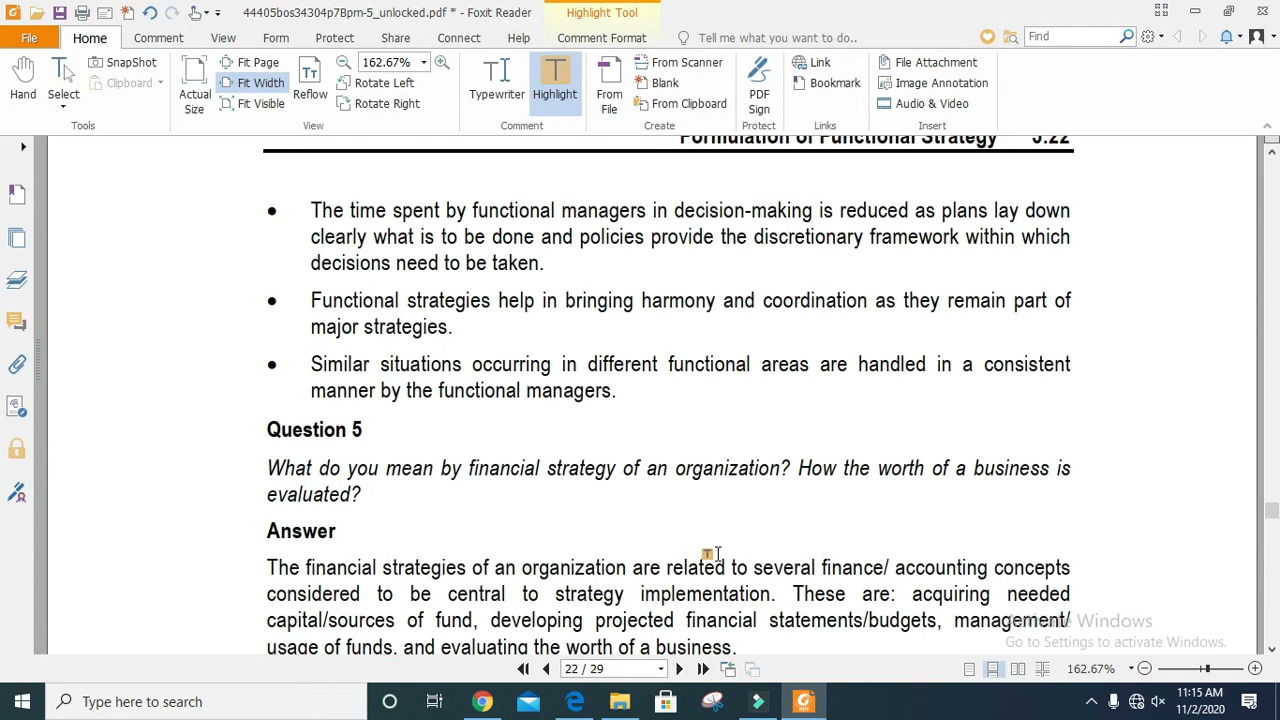 44405bos34304p7Bpm-5_unlocked.pdf * - Foxit Reader
Highlight Tool
File Home Comment View Form Protect Share Connect Help Comment Format Tell me what you want to do.. Find
Hand
Select
SnapShot
Clipboard
Tools
Actual Size
Fit Page
Fit Width
Fit Visible
Reflow
162.67%
Rotate Left
Rotate Right
View
Typewriter
Highlight
Comment
From File
From Scanner
Blank
From Clipboard
Create
PDF Sign
Protect
Link
Bookmark
Links
File Attachment
Image Annotation
Audio & Video
Insert
Formulation of Functional Strategy 5.22
• The time spent by functional managers in decision-making is reduced as plans lay down
clearly what is to be done and policies provide the discretionary framework within which
decisions need to be taken.
• Functional strategies help in bringing harmony and coordination as they remain part of
major strategies.
• Similar situations occurring in different functional areas are handled in a consistent
manner by the functional managers.
Question 5
What do you mean by financial strategy of an organization? How the worth of a business is
evaluated?
Answer
The financial strategies of an organization are related to several finance/ accounting concepts
considered to be central to strategy implementation. These are: acquiring needed
capital/sources of fund, developing projected financial statements/budgets, management/
usage of funds, and evaluating the worth of a business.
Activate Windows
Go to Settings to activate Windows.
22 / 29
162.67%
Type here to search
11:15 AM
11/2/2020